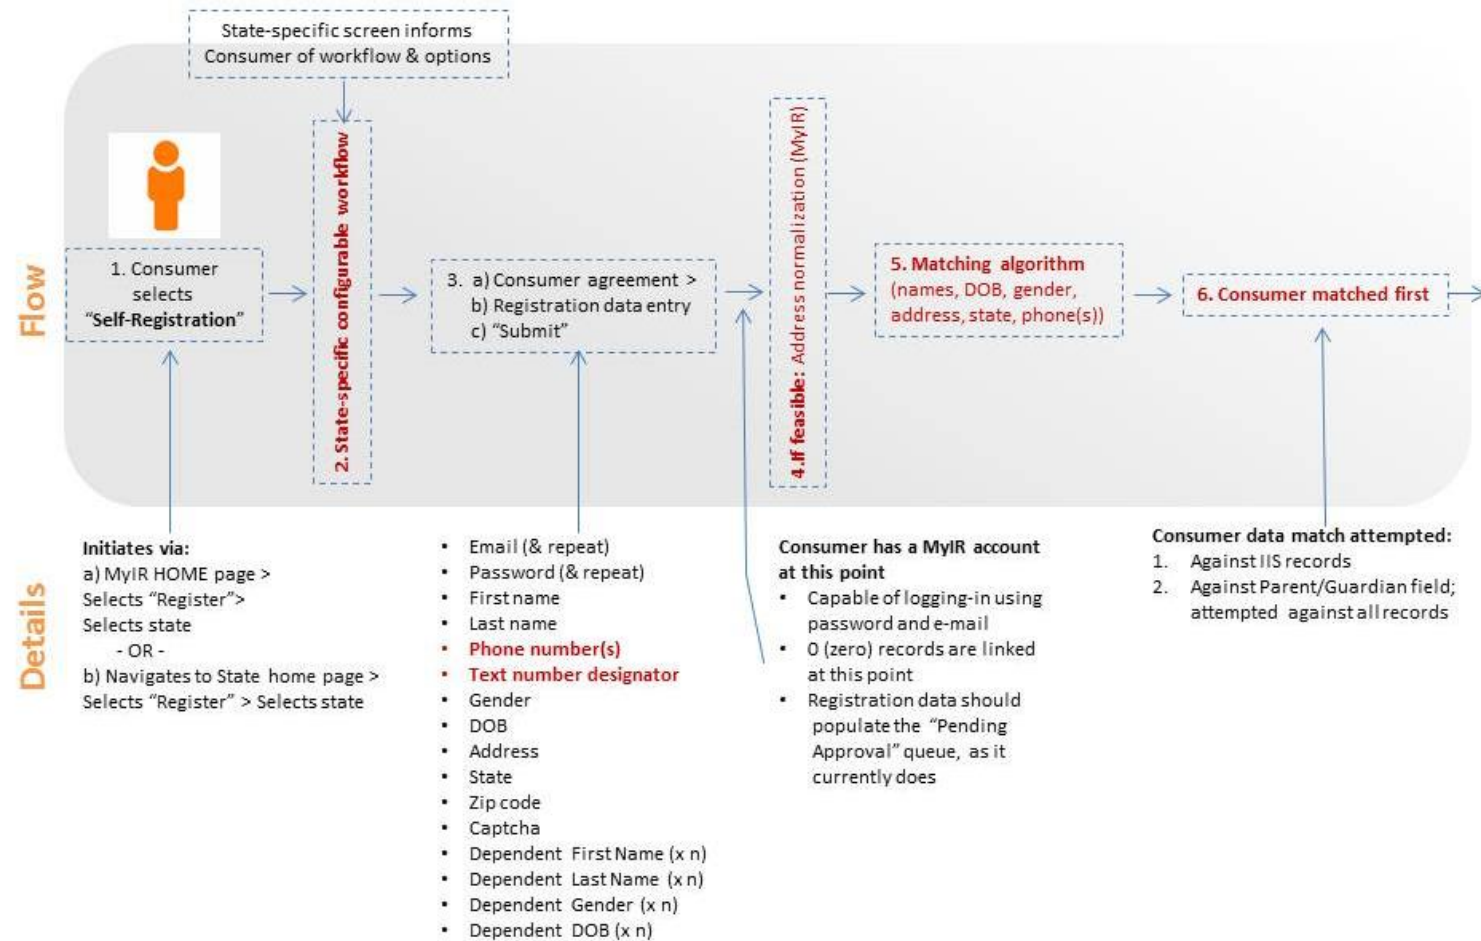 State-specific screen informs
Consumer of workflow & options
Flow
1. Consumer
selects
“Self-Registration”
2. State-specific configurable workflow
3. a) Consumer agreement >
b) Registration data entry
c) “Submit”
4.If feasible: Address normalization (MyIR)
5. Matching algorithm
(names, DOB, gender,
address, state, phone(s))
6. Consumer matched first
Details
Initiates via:
a) MyIR HOME page >
Selects “Register”>
Selects state
- OR -
b) Navigates to State home page >
Selects “Register” > Selects state
• Email (& repeat)
• Password (& repeat)
• First name
• Last name
• Phone number(s)
• Text number designator
• Gender
• DOB
• Address
• State
• Zip code
• Captcha
• Dependent First Name (x n)
• Dependent Last Name (x n)
• Dependent Gender (x n)
• Dependent DOB (x n)
Consumer has a MyIR account
at this point
• Capable of logging-in using
password and e-mail
• 0 (zero) records are linked
at this point
• Registration data should
populate the “Pending
Approval” queue, as it
currently does
Consumer data match attempted:
1. Against IIS records
2. Against Parent/Guardian field;
attempted against all records